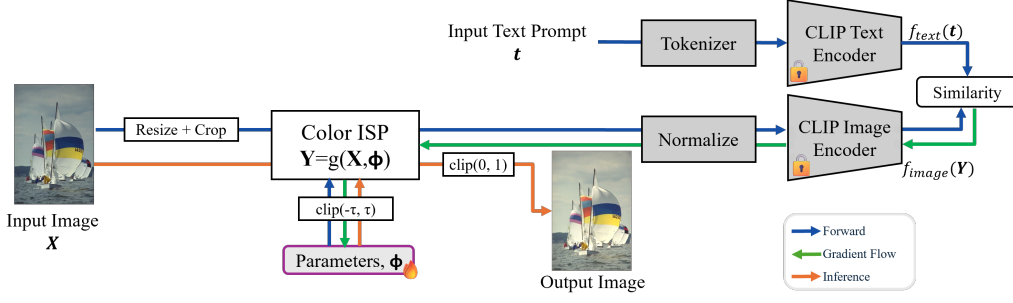 Input Text Prompt
t
Tokenizer
CLIP Text
Encoder
f_text(t)
Similarity
Resize + Crop
Color ISP
Y=g(X,ϕ)
Normalize
CLIP Image
Encoder
f_image(Y)
clip(0, 1)
clip(-τ, τ)
Parameters, ϕ
Input Image
X
Output Image
Forward
Gradient Flow
Inference